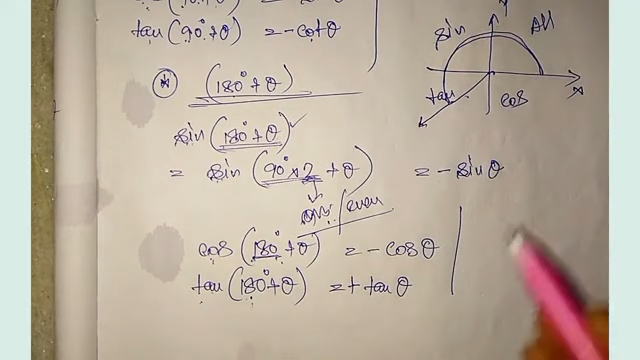 tan (90°+θ) = -cotθ
(180°+θ)
sin (180°+θ) ✓
= sin (90°×2+θ) = -sinθ
odd/even
cos (180°+θ) = -cosθ
tan (180°+θ) = + tanθ
y
sin All
x
tan cos